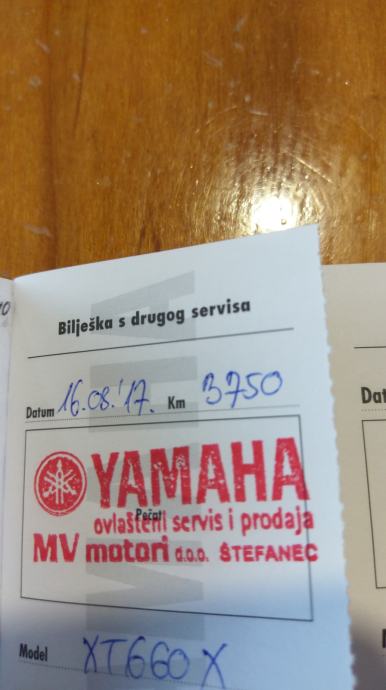 Bilješka s drugog servisa
Datum 16.08.'17. Km 3750
YAMAHA
Pečat
ovlašteni servis i prodaja
MV motori d.o.o. ŠTEFANEC
Model XT660X
Dat